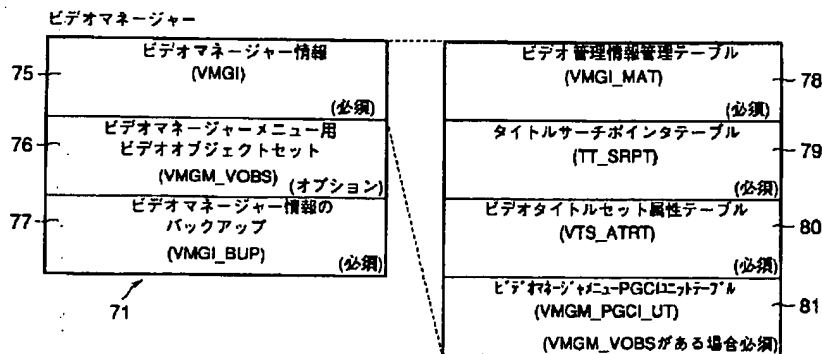 ビデオマネージャー
75
ビデオマネージャー情報
(VMGI)
(必須)
76
ビデオマネージャーメニュー用
ビデオオブジェクトセット
(VMGM_VOBS)
(オプション)
77
ビデオマネージャー情報の
バックアップ
(VMGI_BUP)
(必須)
71
ビデオ管理情報管理テーブル
(VMGI_MAT)
(必須)
78
タイトルサーチポインタテーブル
(TT_SRPT)
(必須)
79
ビデオタイトルセット属性テーブル
(VTS_ATRT)
(必須)
80
ビデオマネージャメニューPGCIユニットテーブル
(VMGM_PGCI_UT)
(VMGM_VOBSがある場合必須)
81